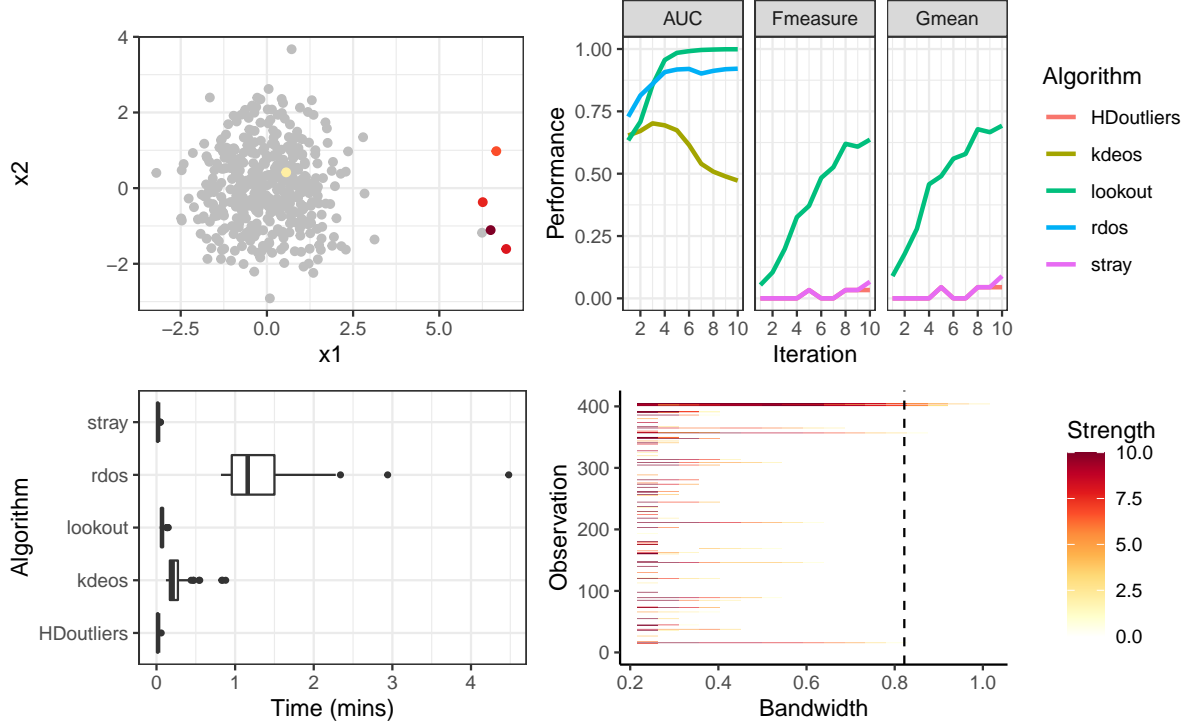 4
2
0
−2
x2
−2.5
0.0
2.5
5.0
x1
AUC
Fmeasure
Gmean
1.00
0.75
0.50
0.25
0.00
Performance
2 4 6 8 10
2 4 6 8 10
2 4 6 8 10
Iteration
Algorithm
HDoutliers
kdeos
lookout
rdos
stray
stray
rdos
lookout
kdeos
HDoutliers
Algorithm
0 1 2 3 4
Time (mins)
400
300
200
100
0
Observation
0.2 0.4 0.6 0.8 1.0
Bandwidth
Strength
10.0
7.5
5.0
2.5
0.0